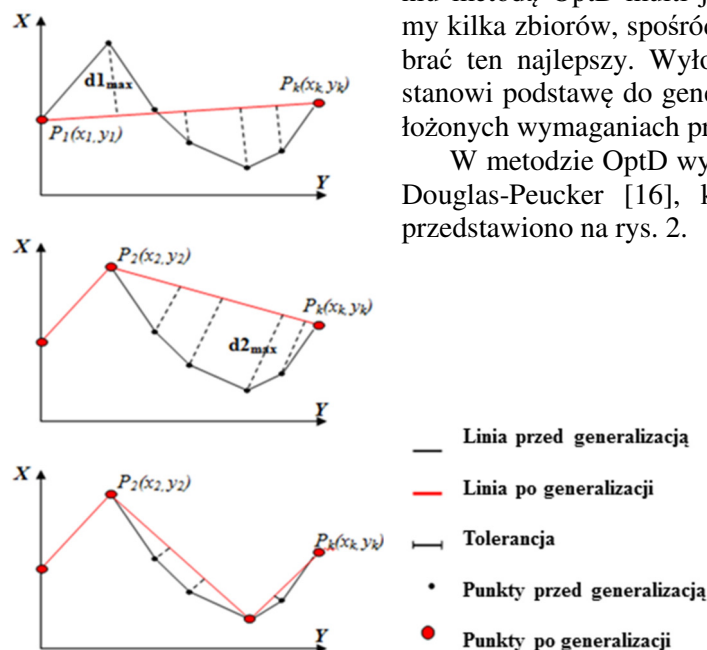 mu metodę OptD multi j
my kilka zbiorów, spośród
brać ten najlepszy. Wyło
stanowi podstawę do gene
łożonych wymaganiach pr
W metodzie OptD wy
Douglas-Peucker [16], k
przedstawiono na rys. 2.
X
d1max
Pk(xk, yk)
P1(x1, y1)
Y
X
P2(x2, y2)
Pk(xk, yk)
d2max
Y
X
P2(x2, y2)
Pk(xk, yk)
Y
Linia przed generalizacją
Linia po generalizacji
Tolerancja
Punkty przed generalizacją
Punkty po generalizacji